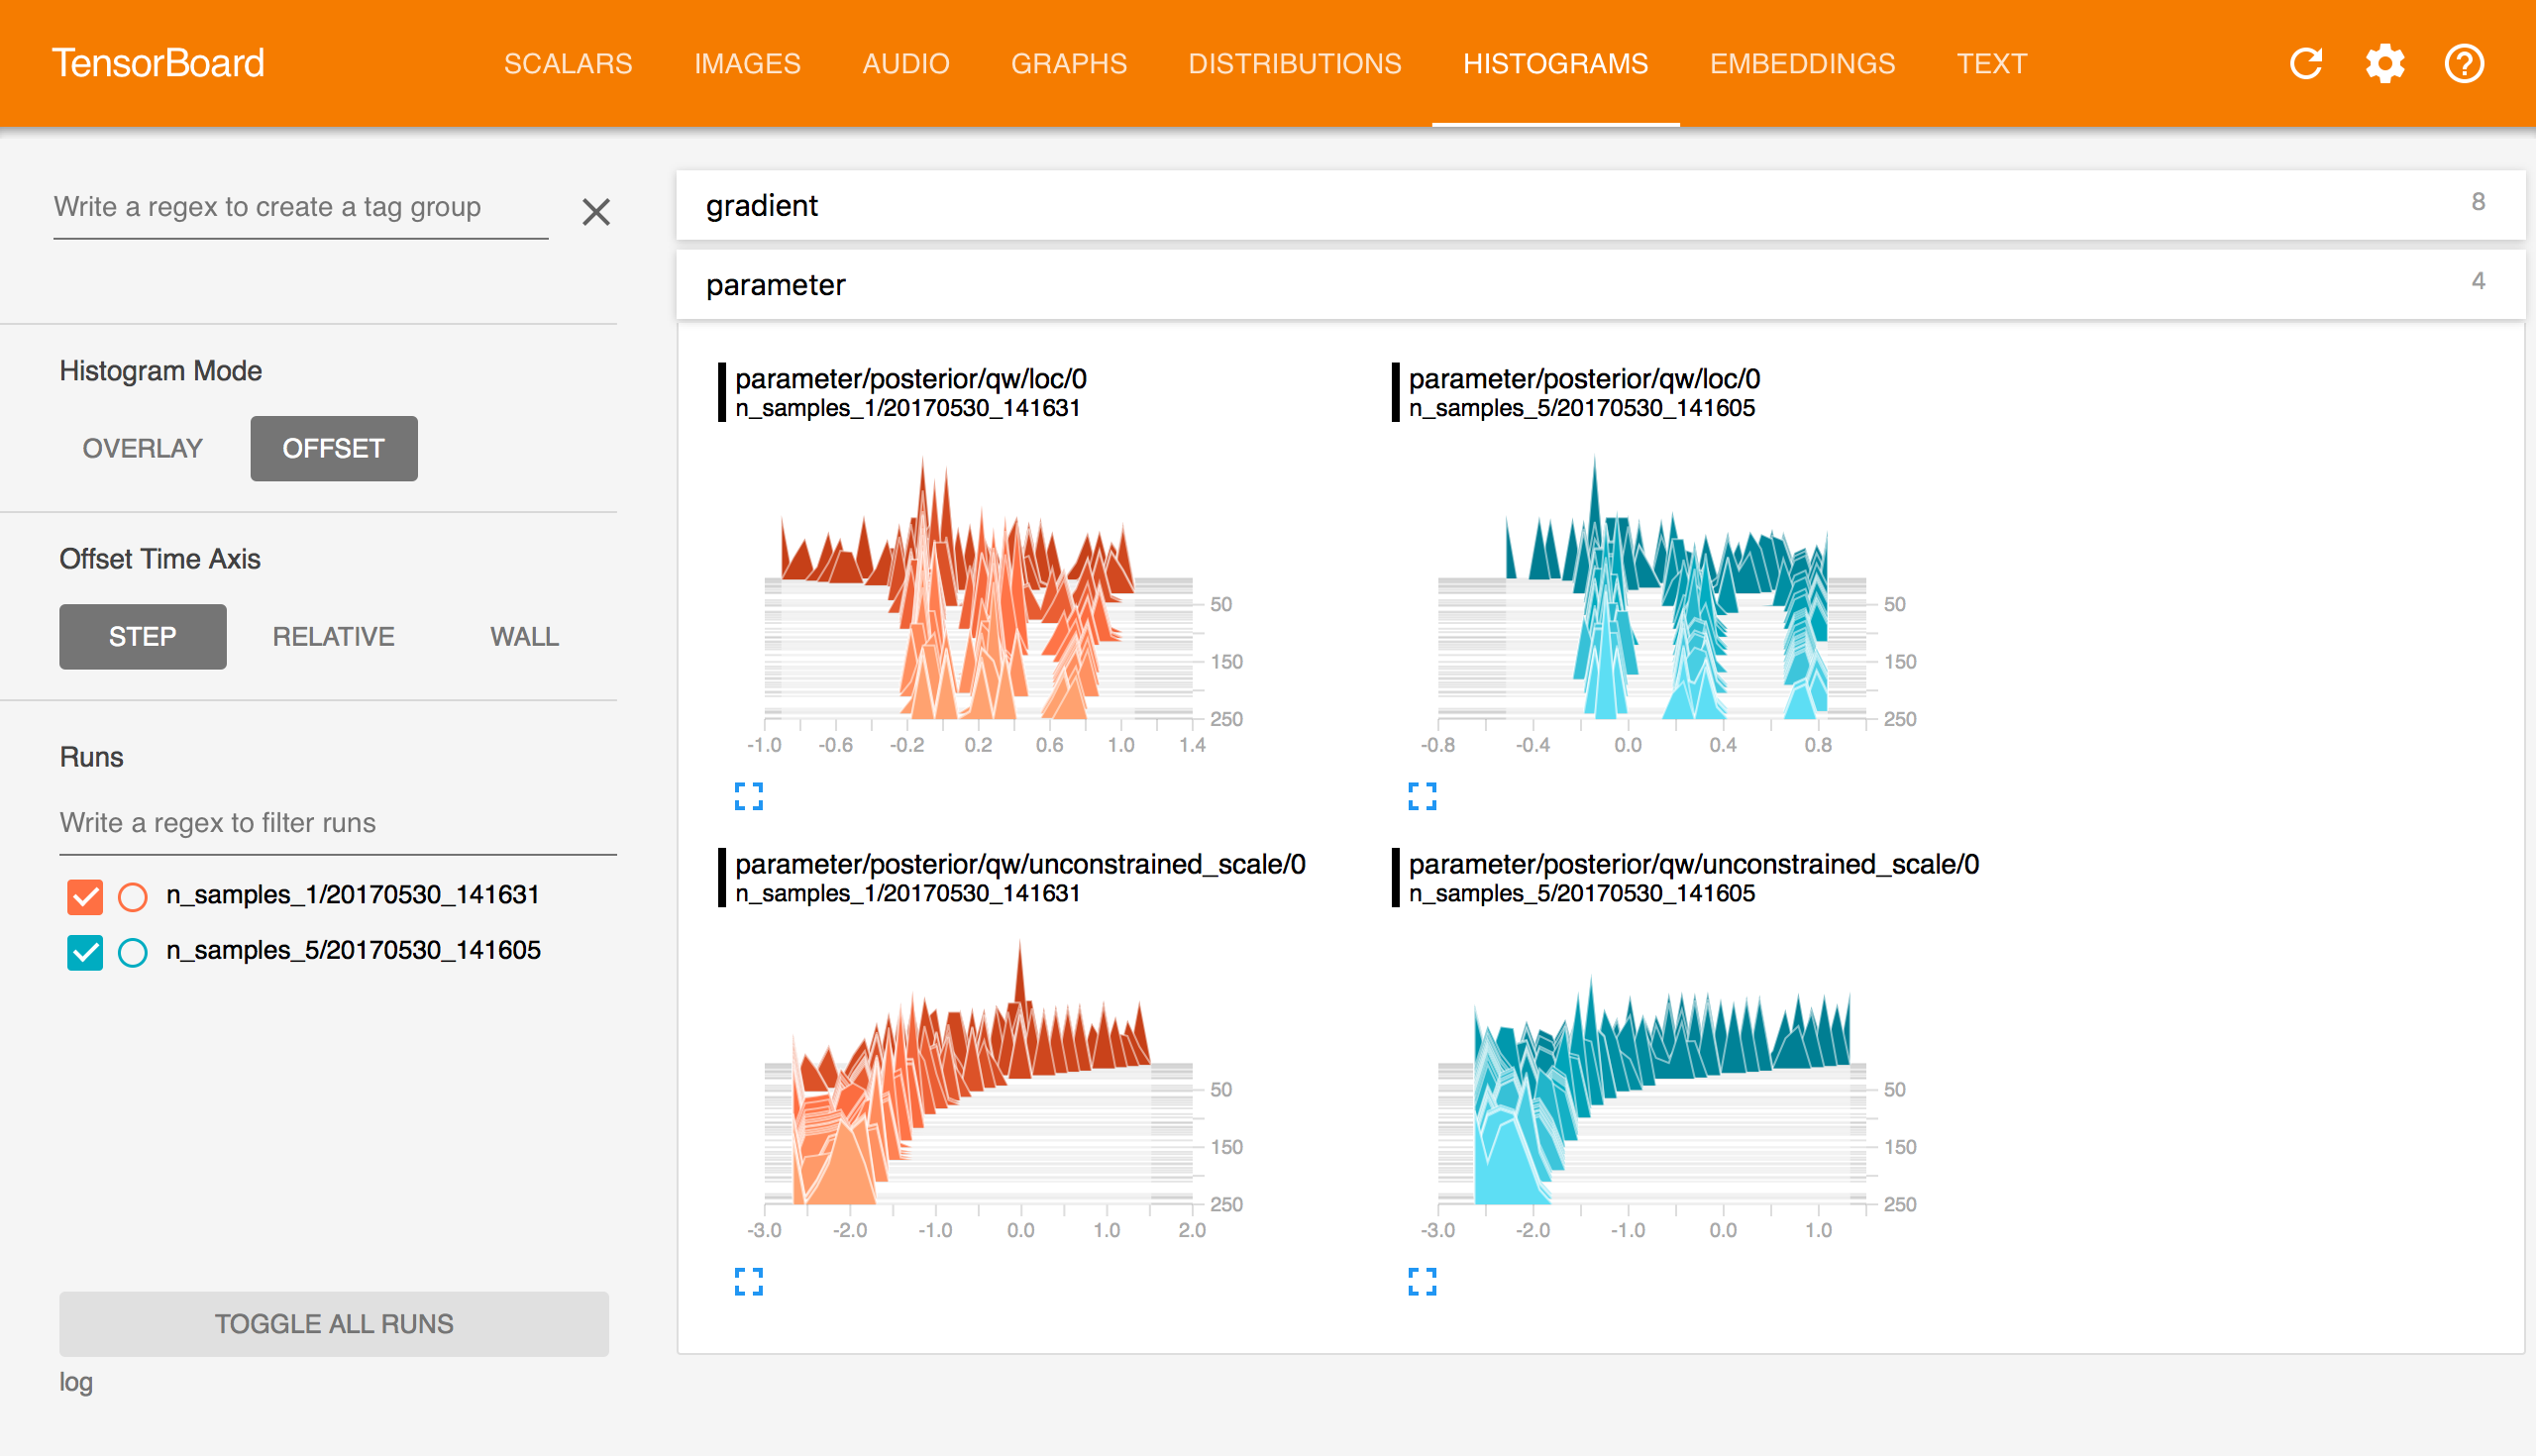 TensorBoard
SCALARS IMAGES AUDIO GRAPHS DISTRIBUTIONS HISTOGRAMS EMBEDDINGS TEXT
Write a regex to create a tag group
Histogram Mode
OVERLAY OFFSET
Offset Time Axis
STEP RELATIVE WALL
Runs
Write a regex to filter runs
n_samples_1/20170530_141631
n_samples_5/20170530_141605
TOGGLE ALL RUNS
log
gradient 8
parameter 4
parameter/posterior/qw/loc/0
n_samples_1/20170530_141631
50
150
250
-1.0 -0.6 -0.2 0.2 0.6 1.0 1.4
parameter/posterior/qw/loc/0
n_samples_5/20170530_141605
50
150
250
-0.8 -0.4 0.0 0.4 0.8
parameter/posterior/qw/unconstrained_scale/0
n_samples_1/20170530_141631
50
150
250
-3.0 -2.0 -1.0 0.0 1.0 2.0
parameter/posterior/qw/unconstrained_scale/0
n_samples_5/20170530_141605
50
150
250
-3.0 -2.0 -1.0 0.0 1.0